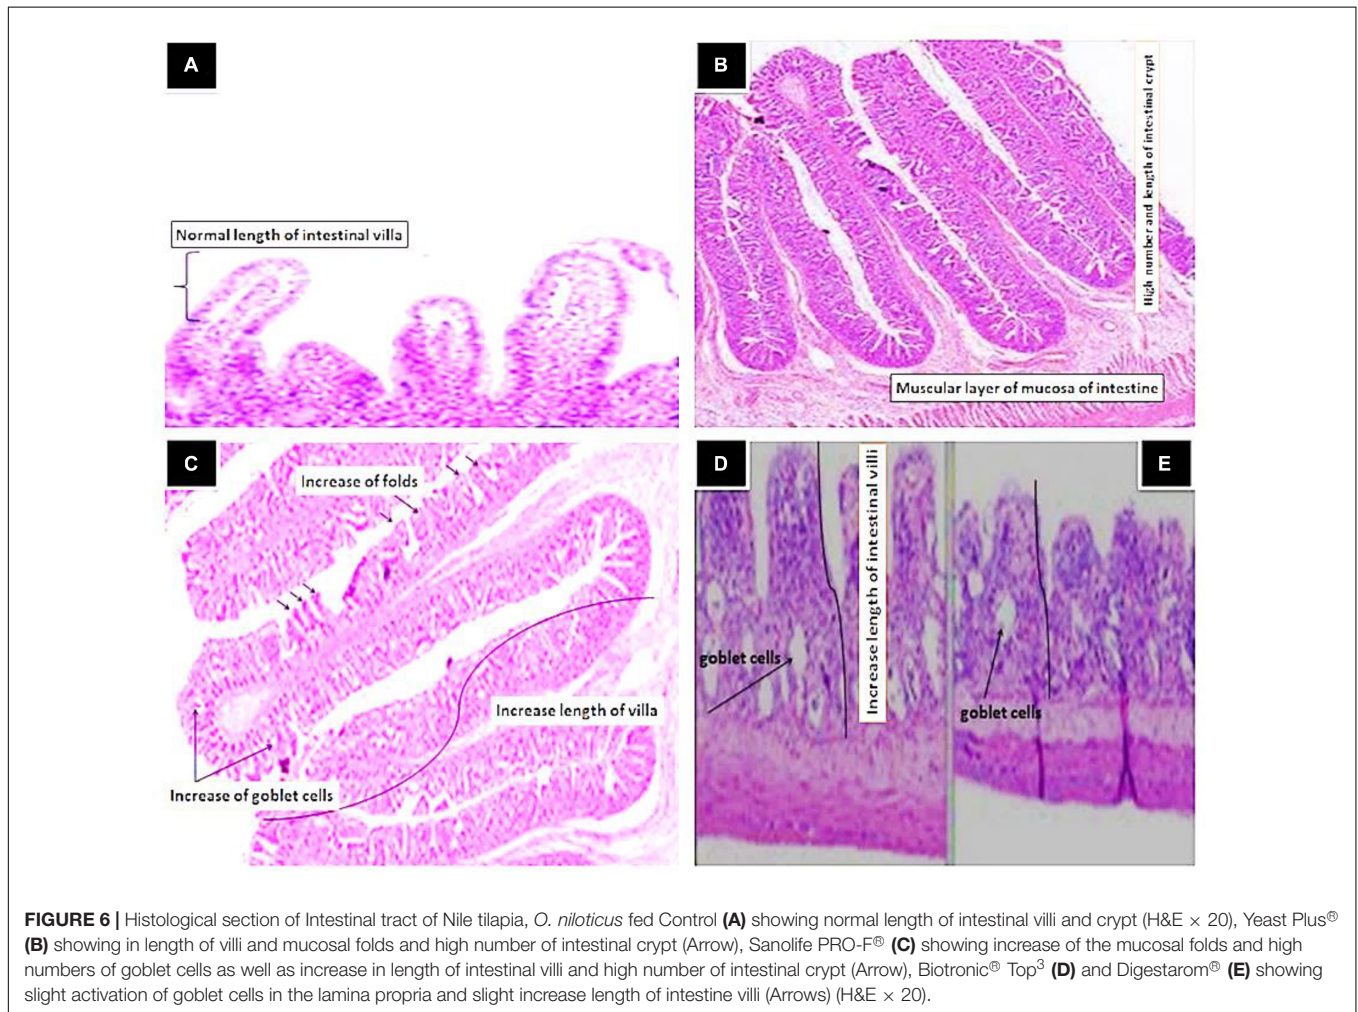 A
Normal length of intestinal villa
B
High number and length of intestinal crypt
Muscular layer of mucosa of intestine
C
Increase of folds
Increase length of villa
Increase of goblet cells
D
Increase length of intestinal villi
goblet cells
E
goblet cells
FIGURE 6 | Histological section of Intestinal tract of Nile tilapia, O. niloticus fed Control (A) showing normal length of intestinal villi and crypt (H&E × 20), Yeast Plus®
(B) showing in length of villi and mucosal folds and high number of intestinal crypt (Arrow), Sanolife PRO-F® (C) showing increase of the mucosal folds and high
numbers of goblet cells as well as increase in length of intestinal villi and high number of intestinal crypt (Arrow), Biotronic® Top³ (D) and Digestarom® (E) showing
slight activation of goblet cells in the lamina propria and slight increase length of intestine villi (Arrows) (H&E × 20).